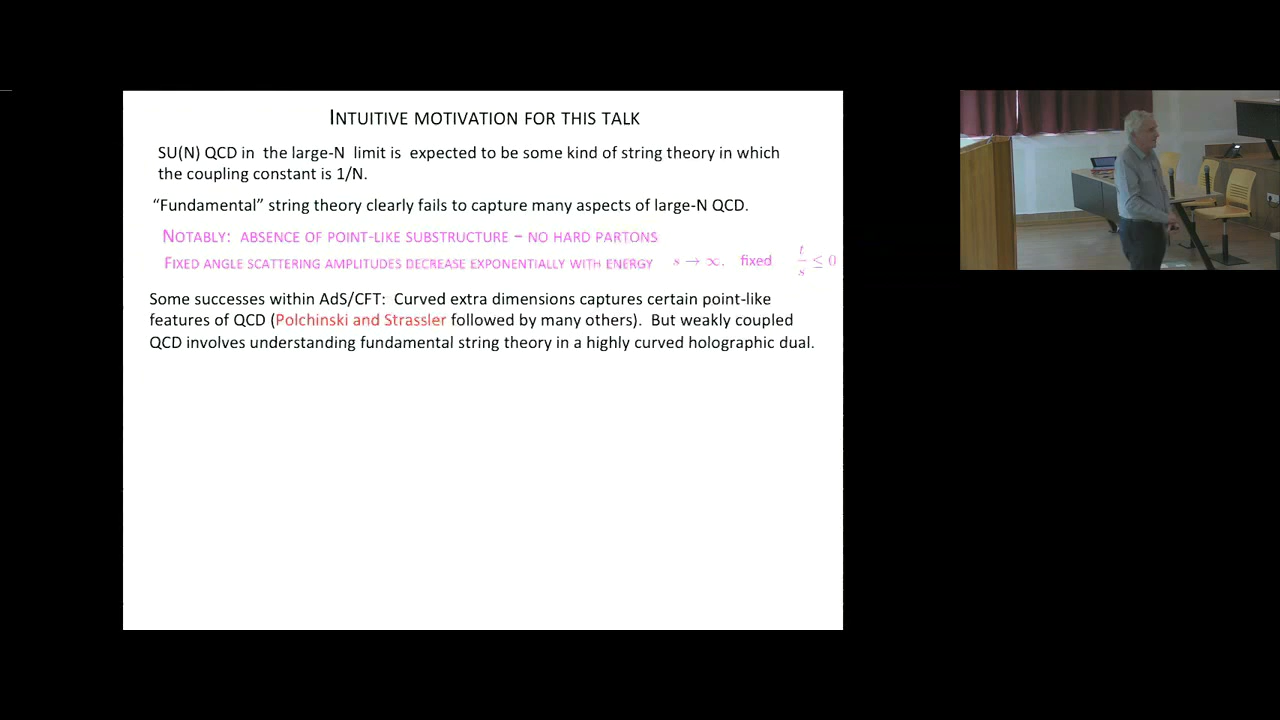 INTUITIVE MOTIVATION FOR THIS TALK
SU(N) QCD in the large-N limit is expected to be some kind of string theory in which
the coupling constant is 1/N.
“Fundamental” string theory clearly fails to capture many aspects of large-N QCD.
NOTABLY: ABSENCE OF POINT-LIKE SUBSTRUCTURE – NO HARD PARTONS
FIXED ANGLE SCATTERING AMPLITUDES DECREASE EXPONENTIALLY WITH ENERGY s → ∞. fixed t/s ≤ 0
Some successes within AdS/CFT: Curved extra dimensions captures certain point-like
features of QCD (Polchinski and Strassler followed by many others). But weakly coupled
QCD involves understanding fundamental string theory in a highly curved holographic dual.